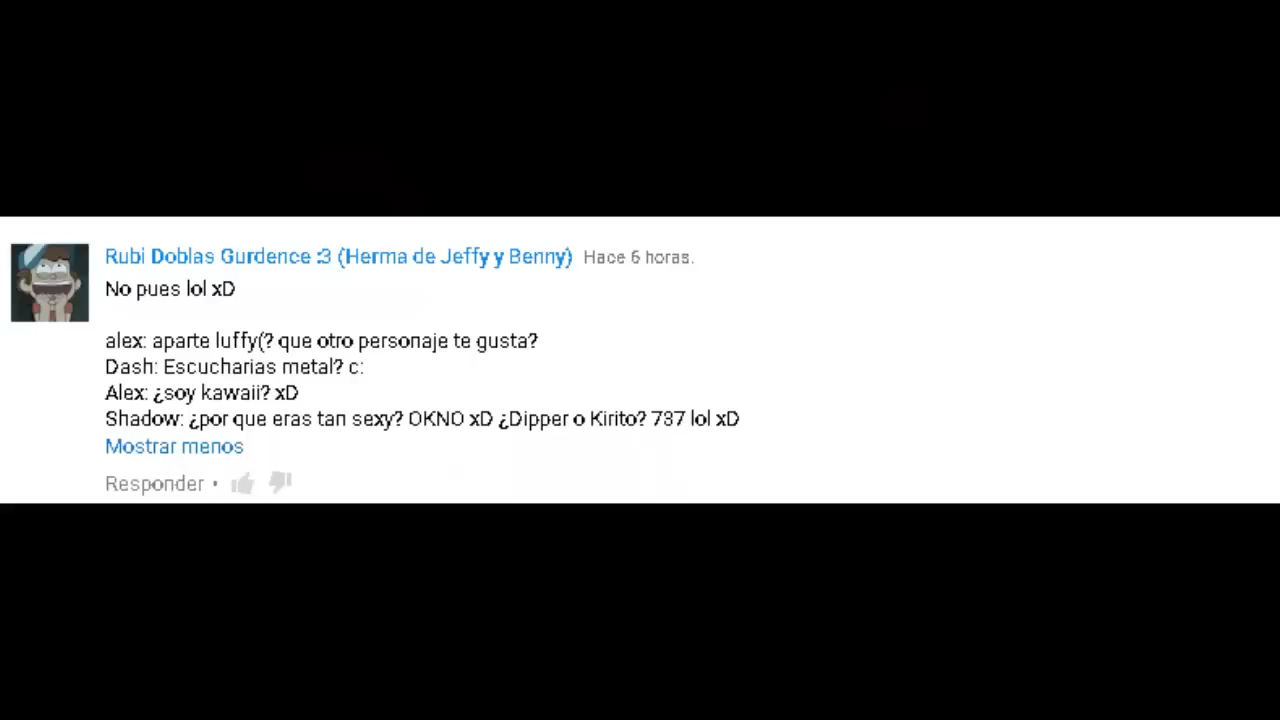 Rubi Doblas Gurdence :3 (Herma de Jeffy y Benny) Hace 6 horas.
No pues lol xD
alex: aparte luffy(? que otro personaje te gusta?
Dash: Escucharias metal? c:
Alex: ¿soy kawaii? xD
Shadow: ¿por que eras tan sexy? OKNO xD ¿Dipper o Kirito? 737 lol xD
Mostrar menos
Responder •